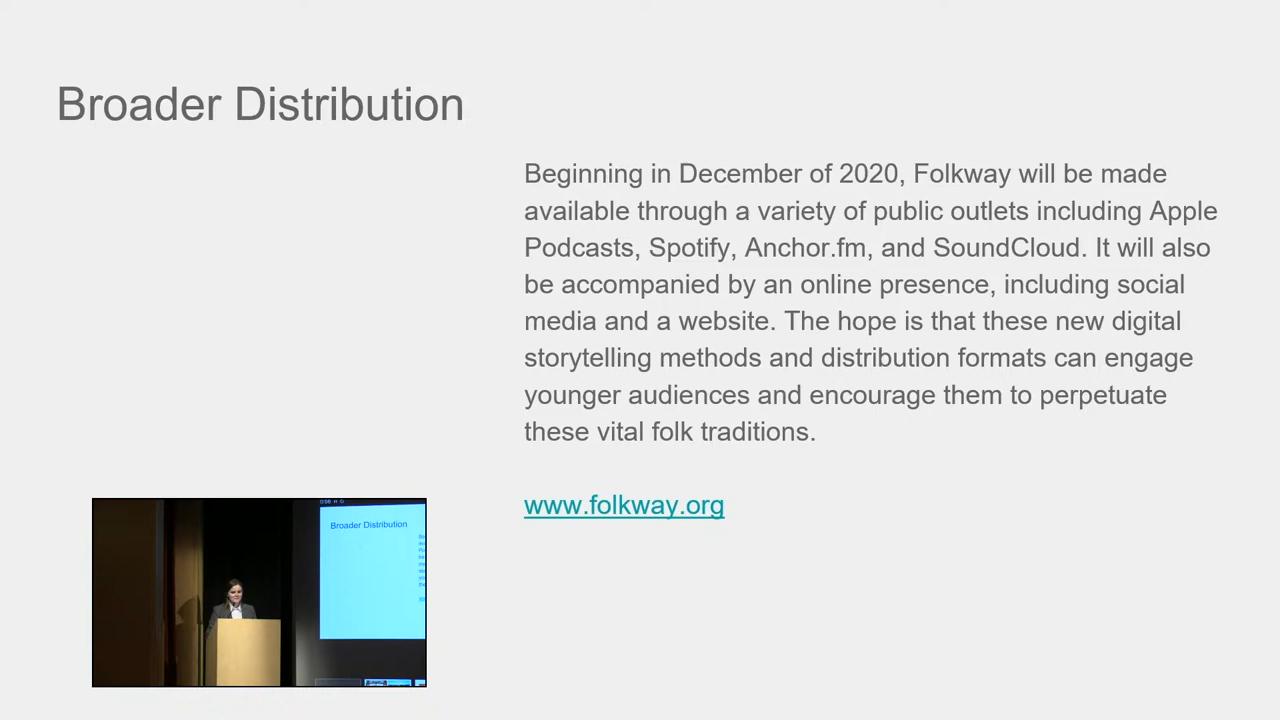 Broader Distribution
Beginning in December of 2020, Folkway will be made
available through a variety of public outlets including Apple
Podcasts, Spotify, Anchor.fm, and SoundCloud. It will also
be accompanied by an online presence, including social
media and a website. The hope is that these new digital
storytelling methods and distribution formats can engage
younger audiences and encourage them to perpetuate
these vital folk traditions.
www.folkway.org
Broader Distribution